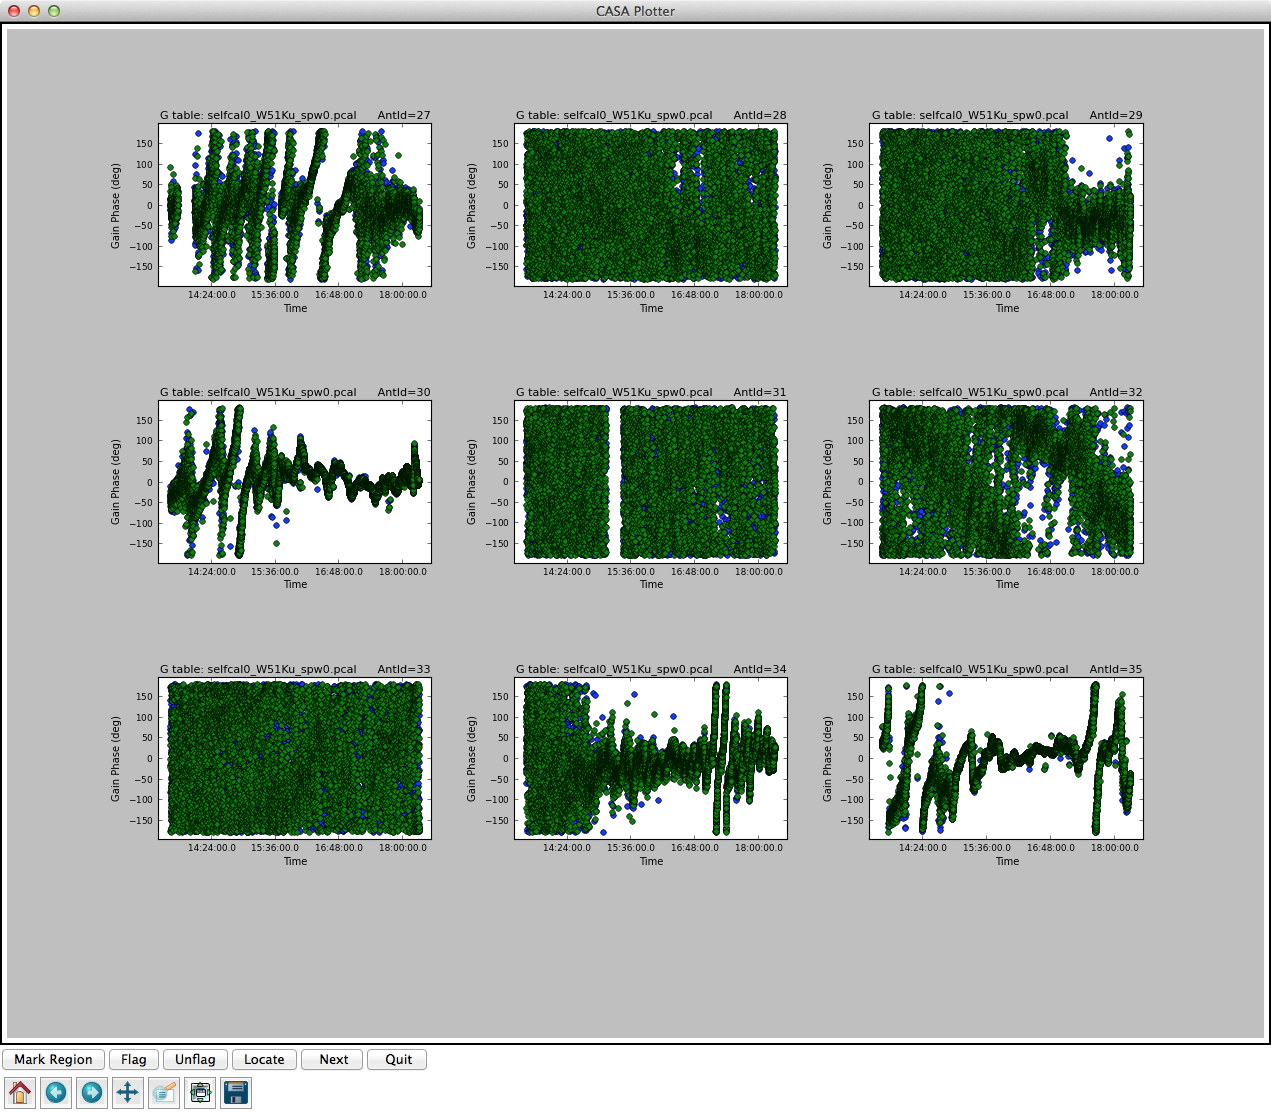 CASA Plotter
G table: selfcal0_W51Ku_spw0.pcal AntId=27
Gain Phase (deg)
150
100
50
0
−50
−100
−150
14:24:00.0 15:36:00.0 16:48:00.0 18:00:00.0
Time
G table: selfcal0_W51Ku_spw0.pcal AntId=28
Gain Phase (deg)
150
100
50
0
−50
−100
−150
14:24:00.0 15:36:00.0 16:48:00.0 18:00:00.0
Time
G table: selfcal0_W51Ku_spw0.pcal AntId=29
Gain Phase (deg)
150
100
50
0
−50
−100
−150
14:24:00.0 15:36:00.0 16:48:00.0 18:00:00.0
Time
G table: selfcal0_W51Ku_spw0.pcal AntId=30
Gain Phase (deg)
150
100
50
0
−50
−100
−150
14:24:00.0 15:36:00.0 16:48:00.0 18:00:00.0
Time
G table: selfcal0_W51Ku_spw0.pcal AntId=31
Gain Phase (deg)
150
100
50
0
−50
−100
−150
14:24:00.0 15:36:00.0 16:48:00.0 18:00:00.0
Time
G table: selfcal0_W51Ku_spw0.pcal AntId=32
Gain Phase (deg)
150
100
50
0
−50
−100
−150
14:24:00.0 15:36:00.0 16:48:00.0 18:00:00.0
Time
G table: selfcal0_W51Ku_spw0.pcal AntId=33
Gain Phase (deg)
150
100
50
0
−50
−100
−150
14:24:00.0 15:36:00.0 16:48:00.0 18:00:00.0
Time
G table: selfcal0_W51Ku_spw0.pcal AntId=34
Gain Phase (deg)
150
100
50
0
−50
−100
−150
14:24:00.0 15:36:00.0 16:48:00.0 18:00:00.0
Time
G table: selfcal0_W51Ku_spw0.pcal AntId=35
Gain Phase (deg)
150
100
50
0
−50
−100
−150
14:24:00.0 15:36:00.0 16:48:00.0 18:00:00.0
Time
Mark Region Flag Unflag Locate Next Quit